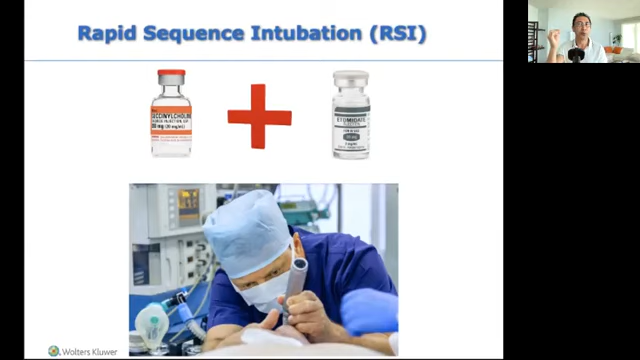 Rapid Sequence Intubation (RSI)
SUCCINYLCHOLINE
ETOMIDATE
Wolters Kluwer